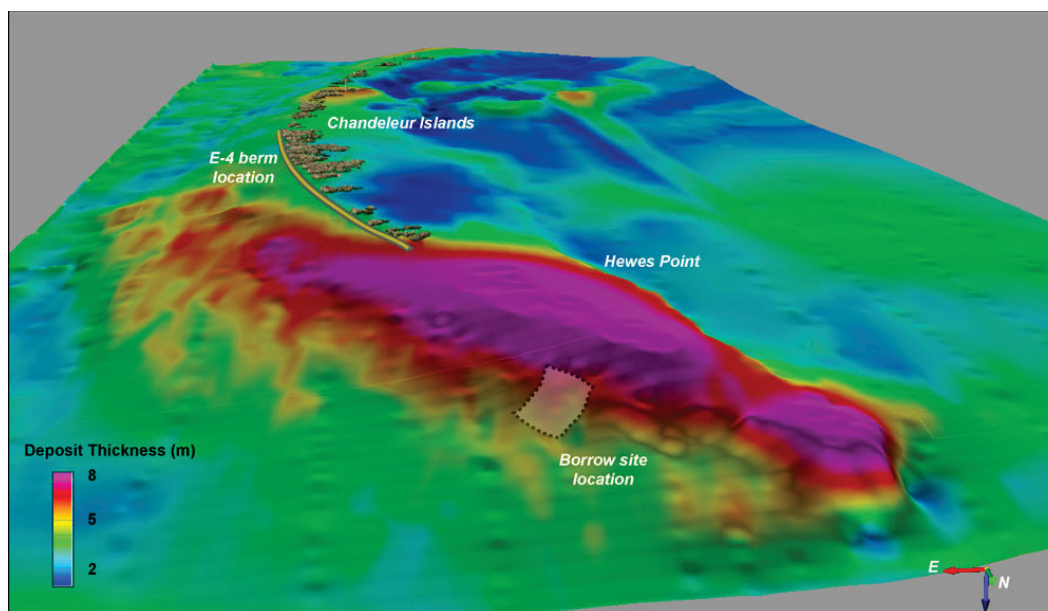 Chandeleur Islands
E-4 berm
location
Hewes Point
Borrow site
location
Deposit Thickness (m)
8
5
2
E
N